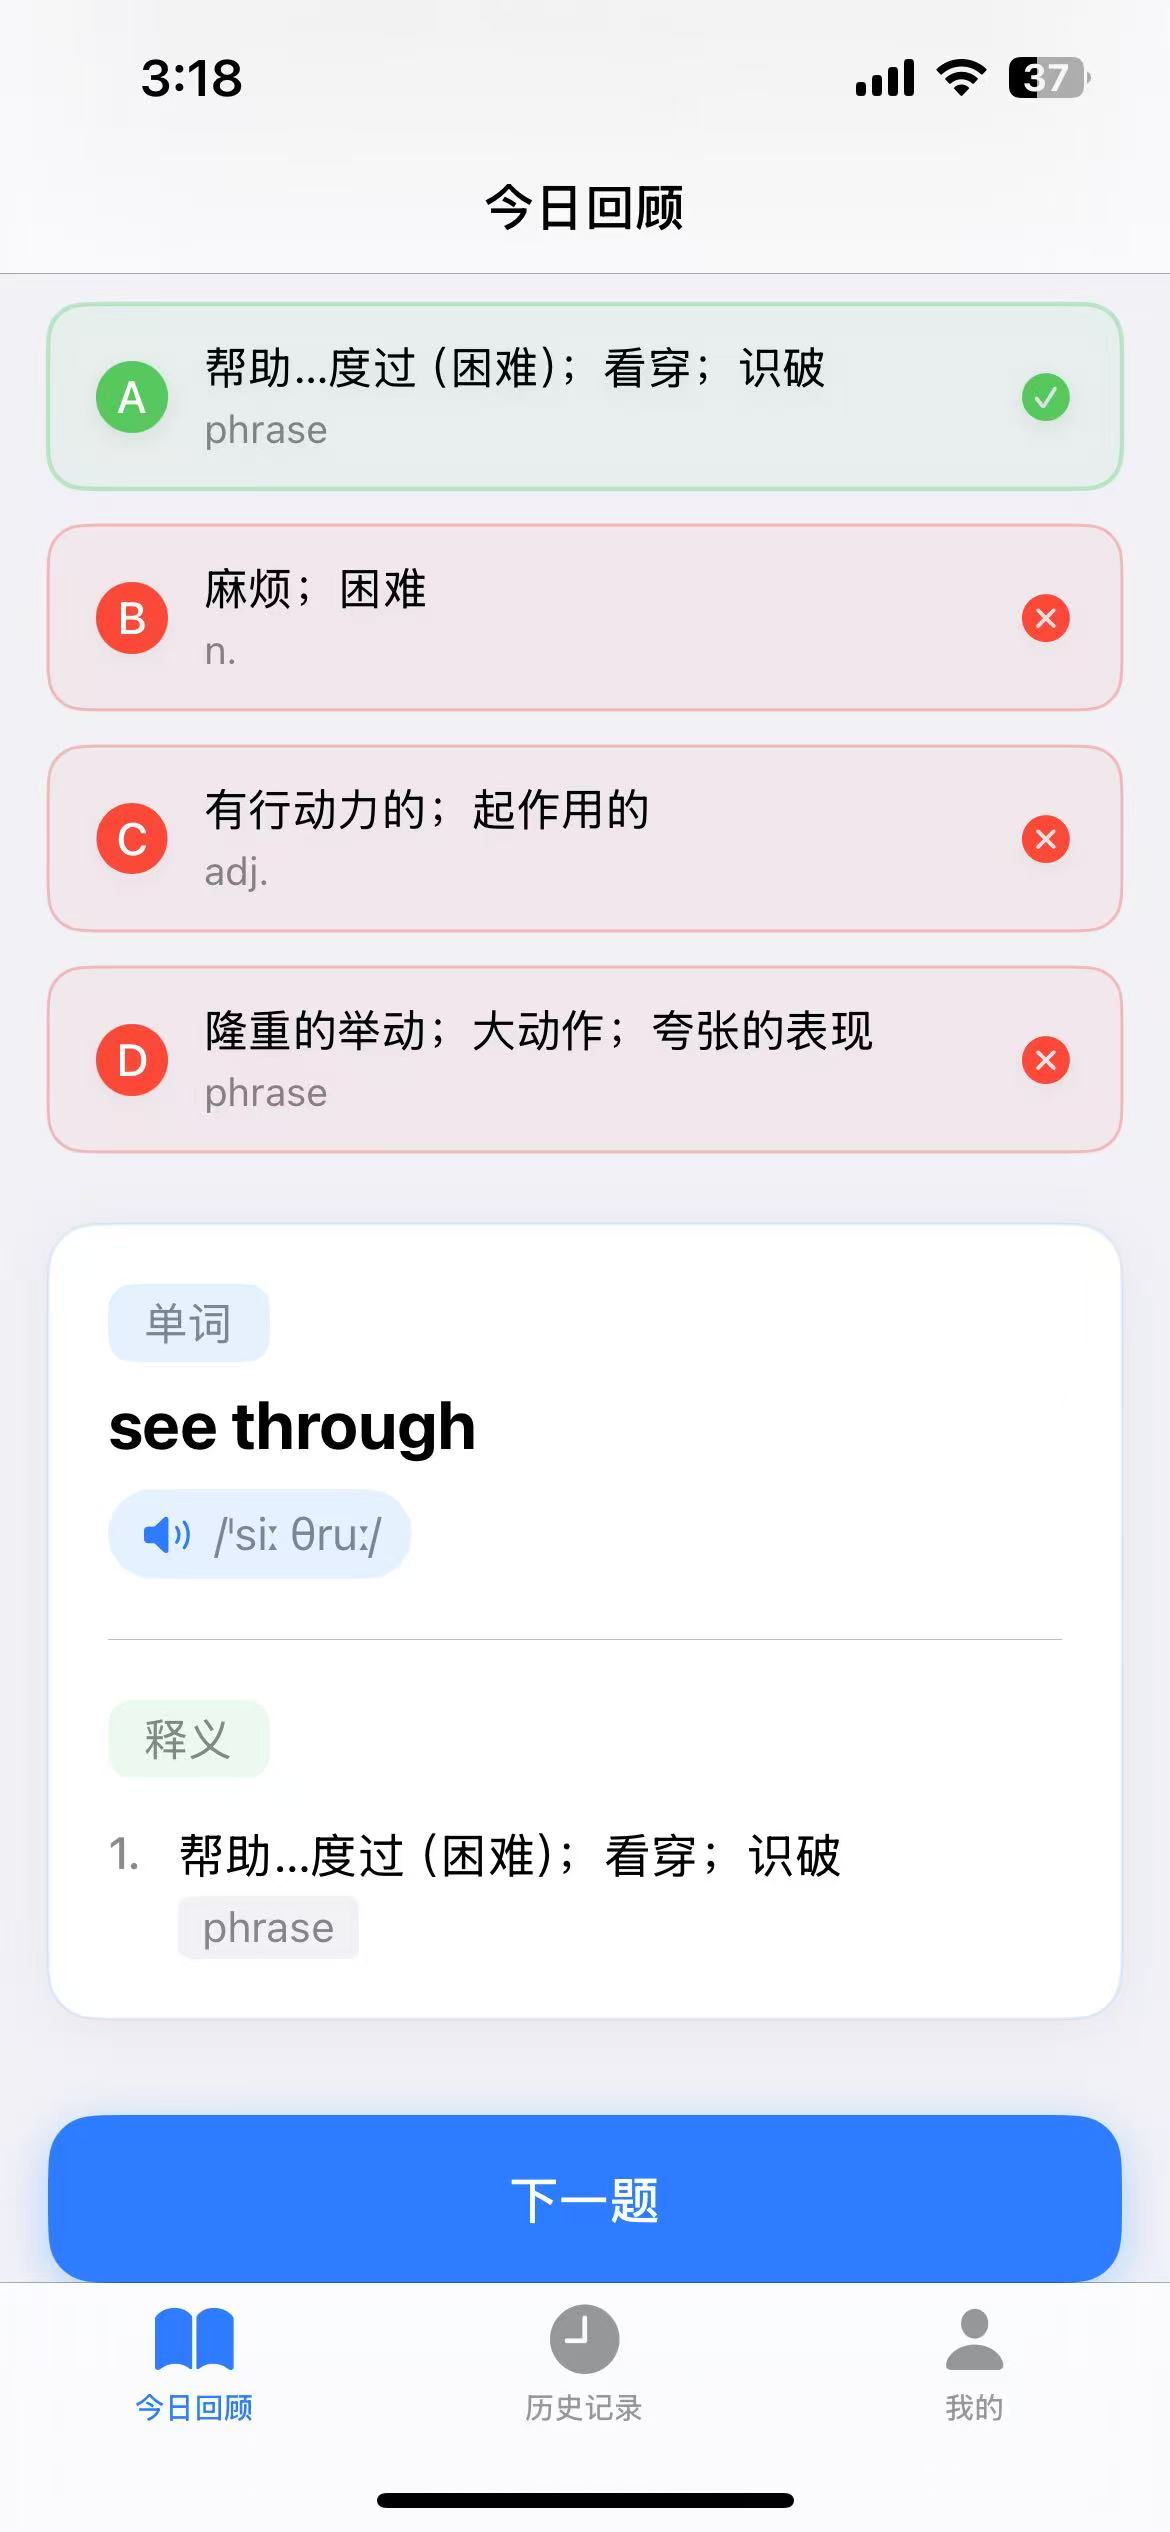 3:18
37
今日回顾
A
帮助...度过（困难）；看穿；识破
phrase
B
麻烦；困难
n.
C
有行动力的；起作用的
adj.
D
隆重的举动；大动作；夸张的表现
phrase
单词
see through
/ˈsiː θruː/
释义
1. 帮助...度过（困难）；看穿；识破
phrase
下一题
今日回顾 历史记录 我的